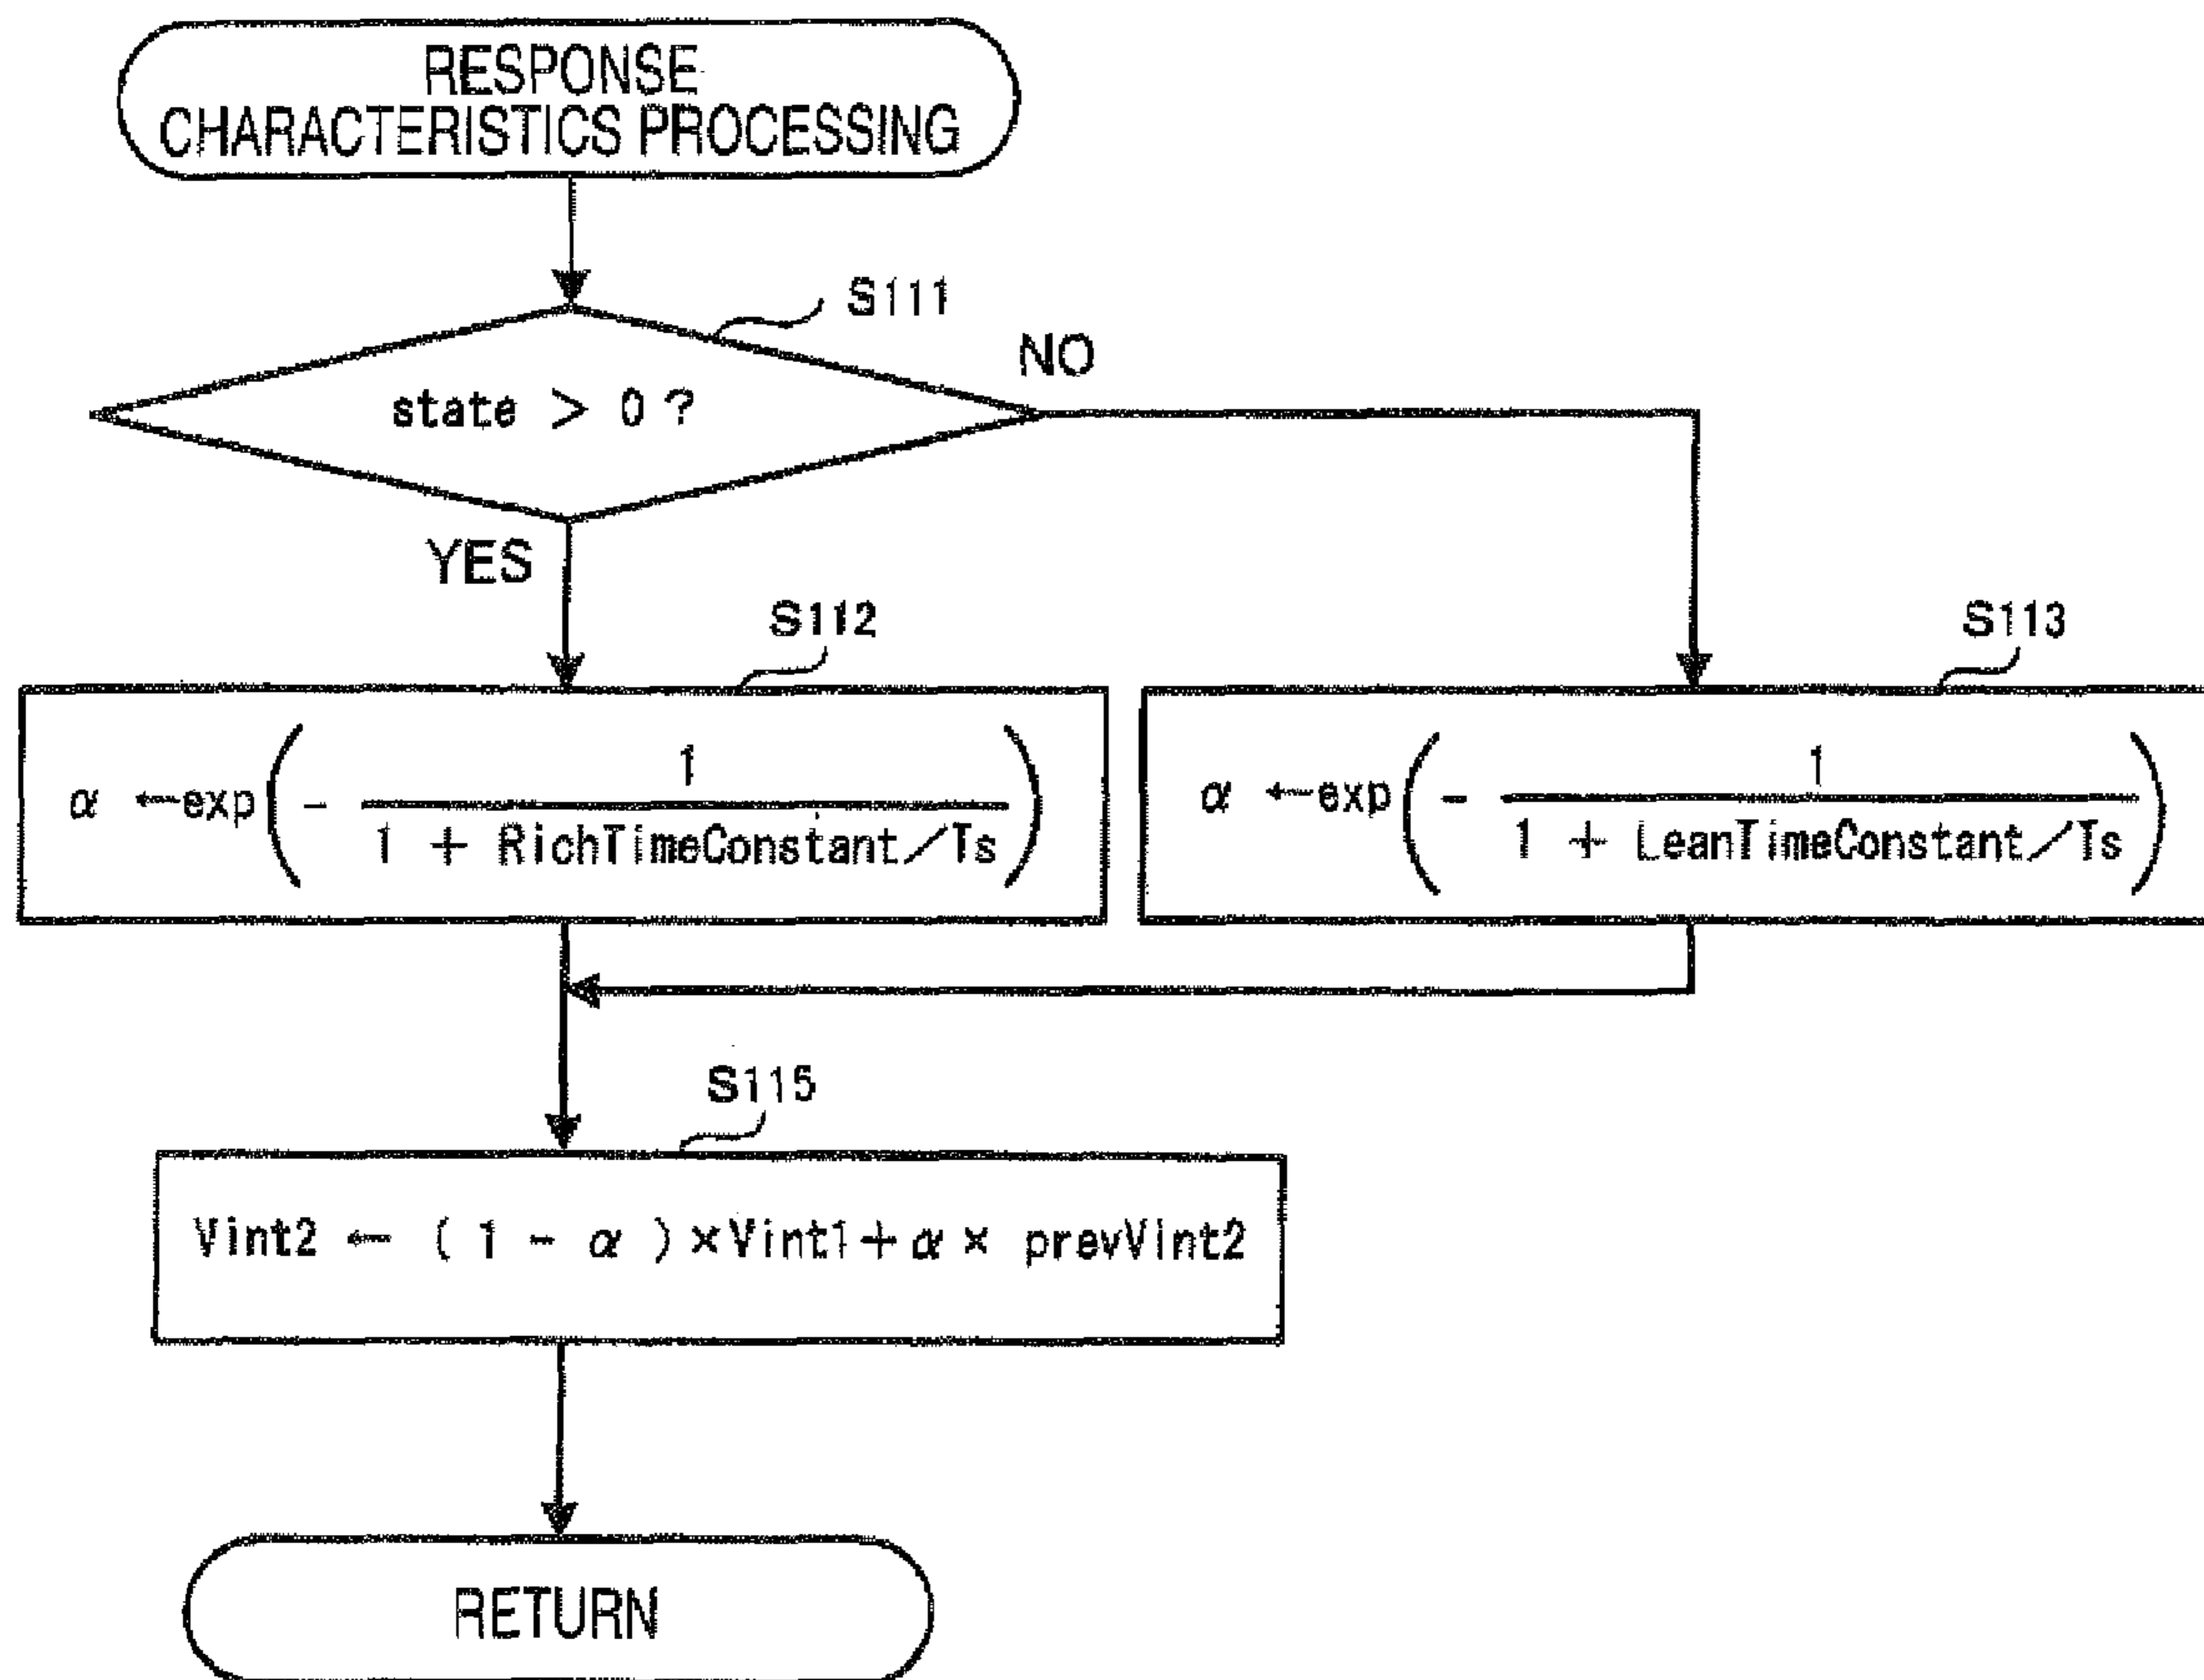 RESPONSE
CHARACTERISTICS PROCESSING
S111
NO
state > 0 ?
YES
S112
S113
α ←exp(- 1 / 1 + RichTimeConstant/Ts)
α ←exp(- 1 / 1 + LeanTimeConstant/Ts)
S115
Vint2 ← ( 1 - α ) ×Vint1+α × prevVint2
RETURN